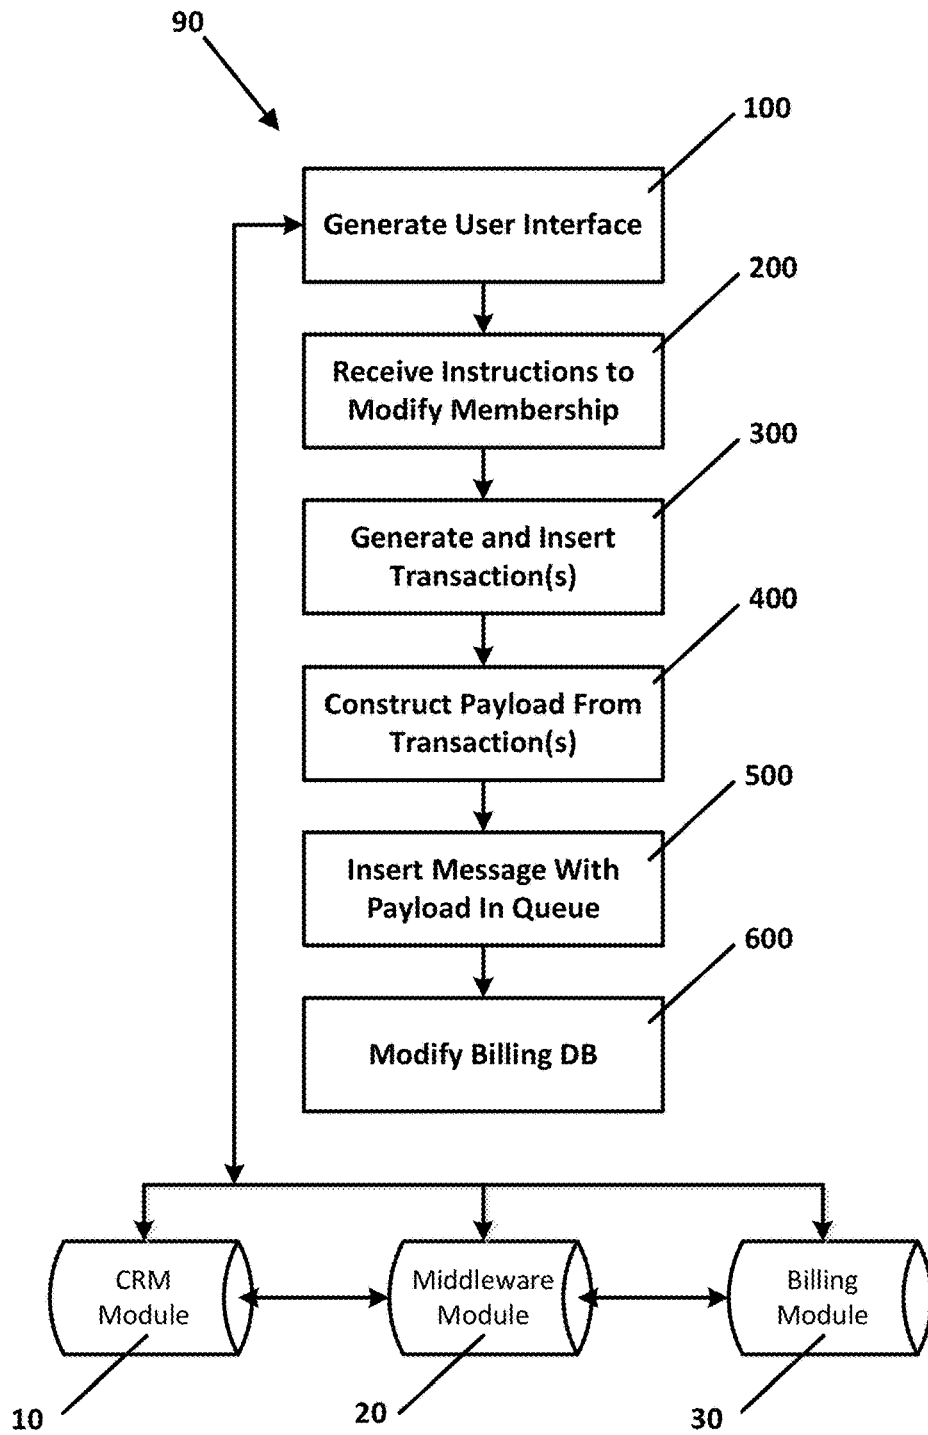 90
100
Generate User Interface
200
Receive Instructions to
Modify Membership
300
Generate and Insert
Transaction(s)
400
Construct Payload From
Transaction(s)
500
Insert Message With
Payload In Queue
600
Modify Billing DB
CRM
Module
Middleware
Module
Billing
Module
10
20
30